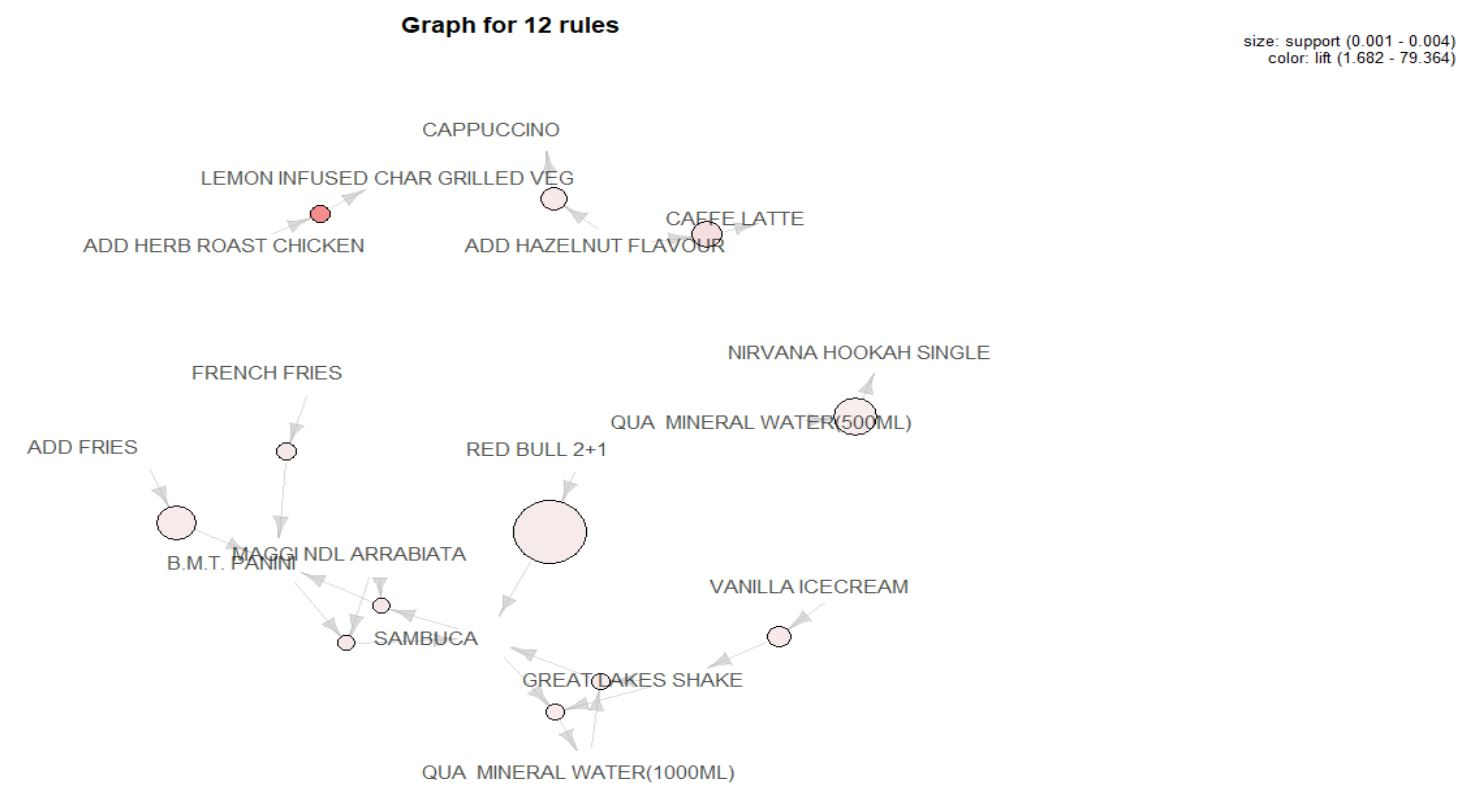 Graph for 12 rules
size: support (0.001 - 0.004)
color: lift (1.682 - 79.364)
CAPPUCCINO
LEMON INFUSED CHAR GRILLED VEG
CAFFE LATTE
ADD HERB ROAST CHICKEN
ADD HAZELNUT FLAVOUR
NIRVANA HOOKAH SINGLE
FRENCH FRIES
QUA  MINERAL WATER(500ML)
ADD FRIES
RED BULL 2+1
MAGGI NDL ARRABIATA
B.M.T. PANINI
VANILLA ICECREAM
SAMBUCA
GREAT LAKES SHAKE
QUA  MINERAL WATER(1000ML)